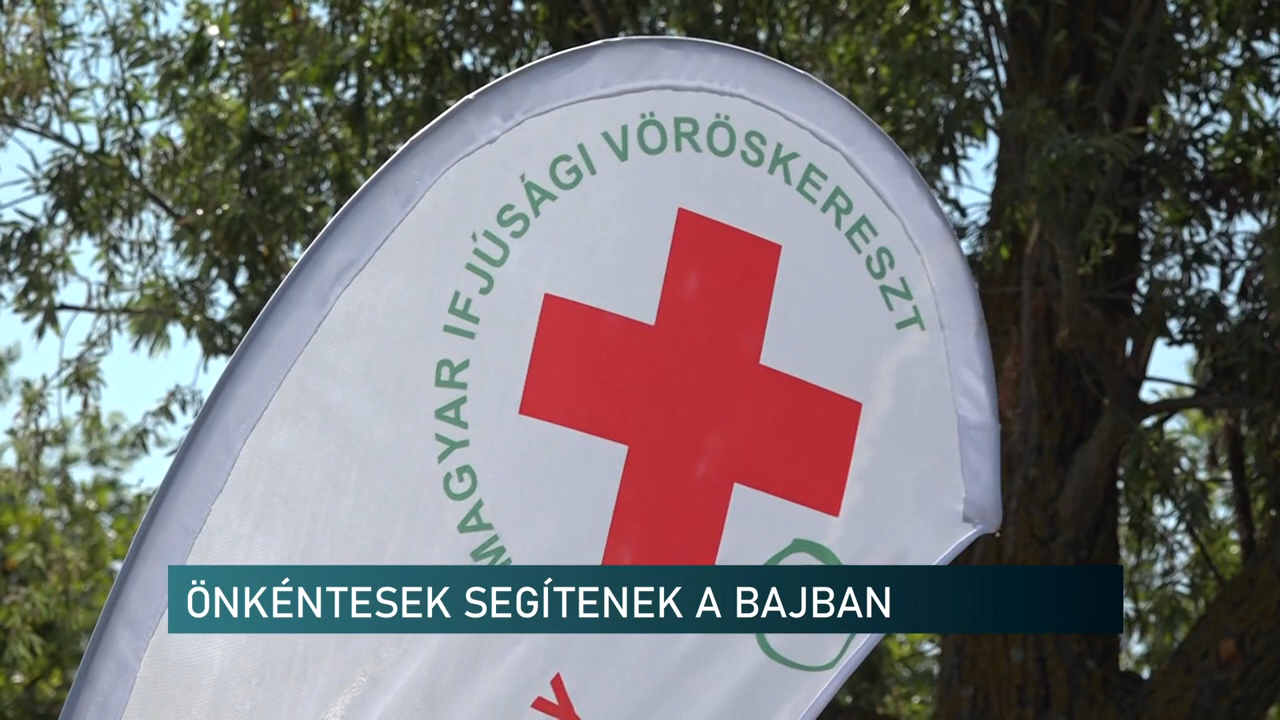 MAGYAR IFJÚSÁGI VÖRÖSKERESZT
ÖNKÉNTESEK SEGÍTENEK A BAJBAN